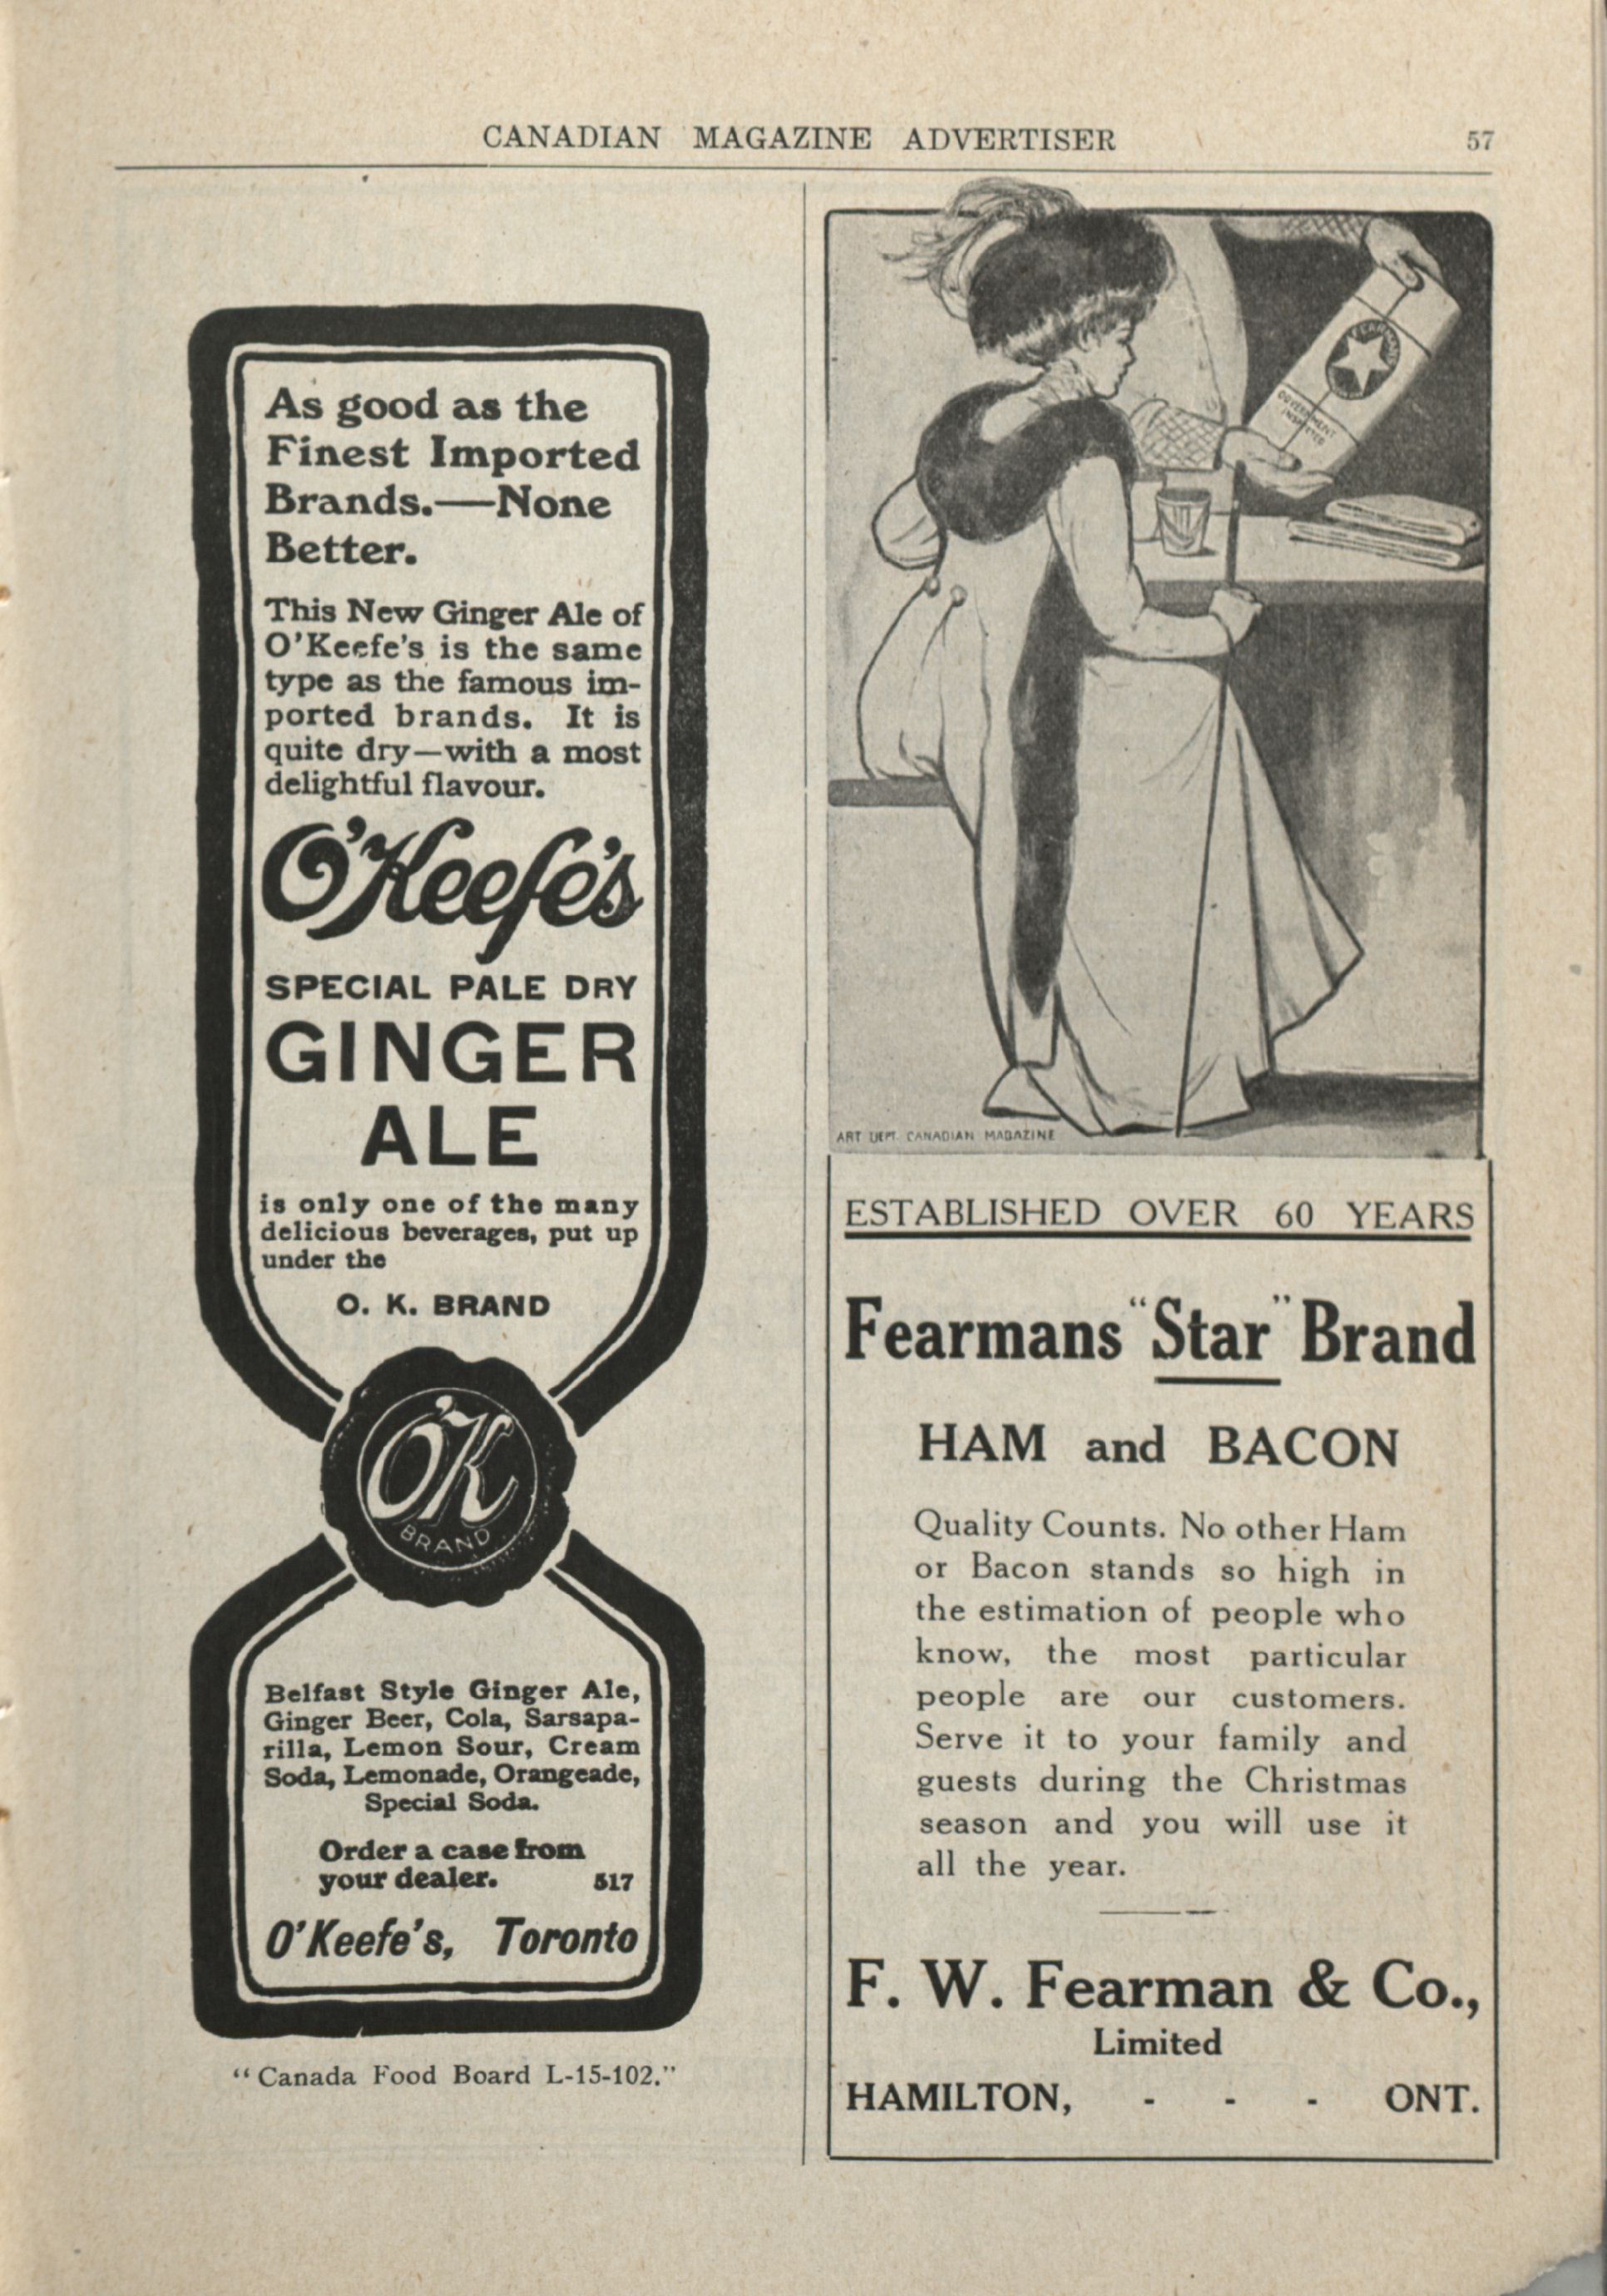 CANADIAN MAGAZINE ADVERTISER 57
As good as the
Finest Imported
Brands.—None
Better.
This New Ginger Ale of
O'Keefe's is the same
type as the famous im-
ported brands. It is
quite dry—with a most
delightful flavour.
O'Keefe's
SPECIAL PALE DRY
GINGER
ALE
is only one of the many
delicious beverages, put up
under the
O. K. BRAND
O'K
BRAND
Belfast Style Ginger Ale,
Ginger Beer, Cola, Sarsapa-
rilla, Lemon Sour, Cream
Soda, Lemonade, Orangeade,
Special Soda.
Order a case from
your dealer. 517
O'Keefe's, Toronto
"Canada Food Board L-15-102."
FEARMAN'S
GOVERNMENT
INSPECTED
ART DEPT. CANADIAN MAGAZINE
ESTABLISHED OVER 60 YEARS
Fearmans "Star" Brand
HAM and BACON
Quality Counts. No other Ham
or Bacon stands so high in
the estimation of people who
know, the most particular
people are our customers.
Serve it to your family and
guests during the Christmas
season and you will use it
all the year.
F. W. Fearman & Co.,
Limited
HAMILTON, - - - ONT.